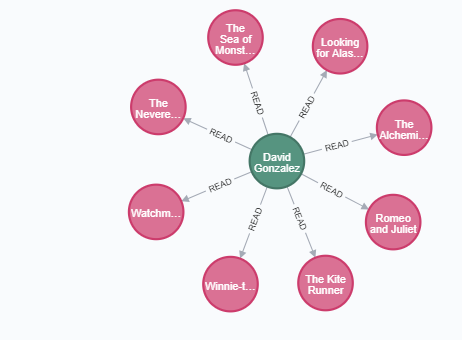 The
Sea of
Monst…
Looking
for Alas…
The
Nevere…
The
Alchemi…
David
Gonzalez
Watchm…
Romeo
and Juliet
Winnie-t…
The Kite
Runner
READ
READ
READ
READ
READ
READ
READ
READ